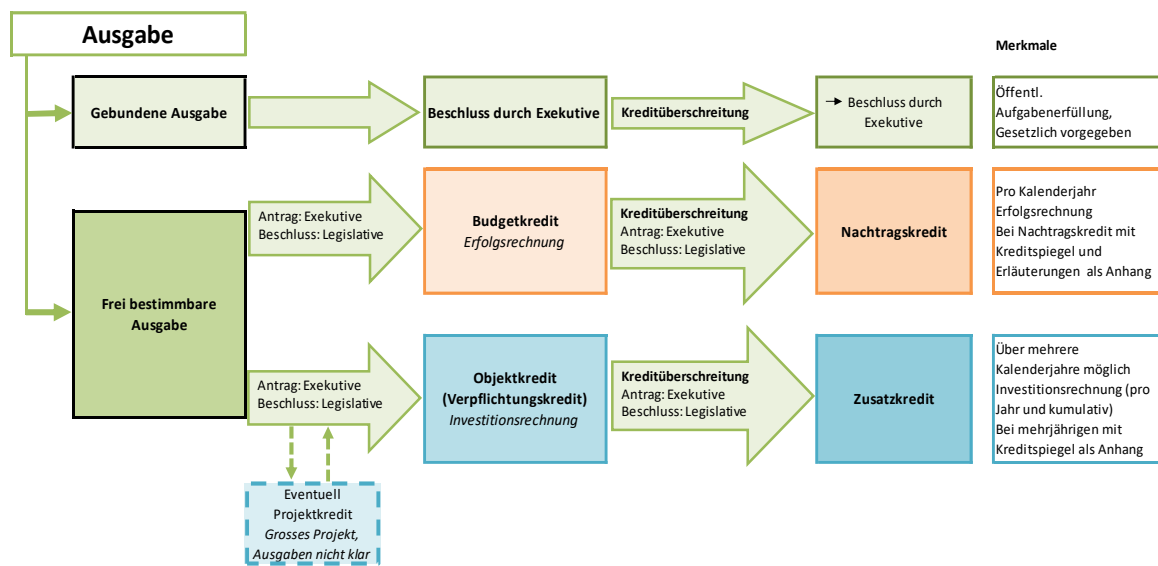 Ausgabe
Merkmale
Gebundene Ausgabe
Beschluss durch Exekutive
Kreditüberschreitung
→ Beschluss durch
Exekutive
Öffentl.
Aufgabenerfüllung,
Gesetzlich vorgegeben
Frei bestimmbare
Ausgabe
Antrag: Exekutive
Beschluss: Legislative
Budgetkredit
Erfolgsrechnung
Kreditüberschreitung
Antrag: Exekutive
Beschluss: Legislative
Nachtragskredit
Pro Kalenderjahr
Erfolgsrechnung
Bei Nachtragskredit mit
Kreditspiegel und
Erläuterungen als Anhang
Antrag: Exekutive
Beschluss: Legislative
Objektkredit
(Verpflichtungskredit)
Investitionsrechnung
Kreditüberschreitung
Antrag: Exekutive
Beschluss: Legislative
Zusatzkredit
Über mehrere
Kalenderjahre möglich
Investitionsrechnung (pro
Jahr und kumulativ)
Bei mehrjährigen mit
Kreditspiegel als Anhang
Eventuell
Projektkredit
Grosses Projekt,
Ausgaben nicht klar